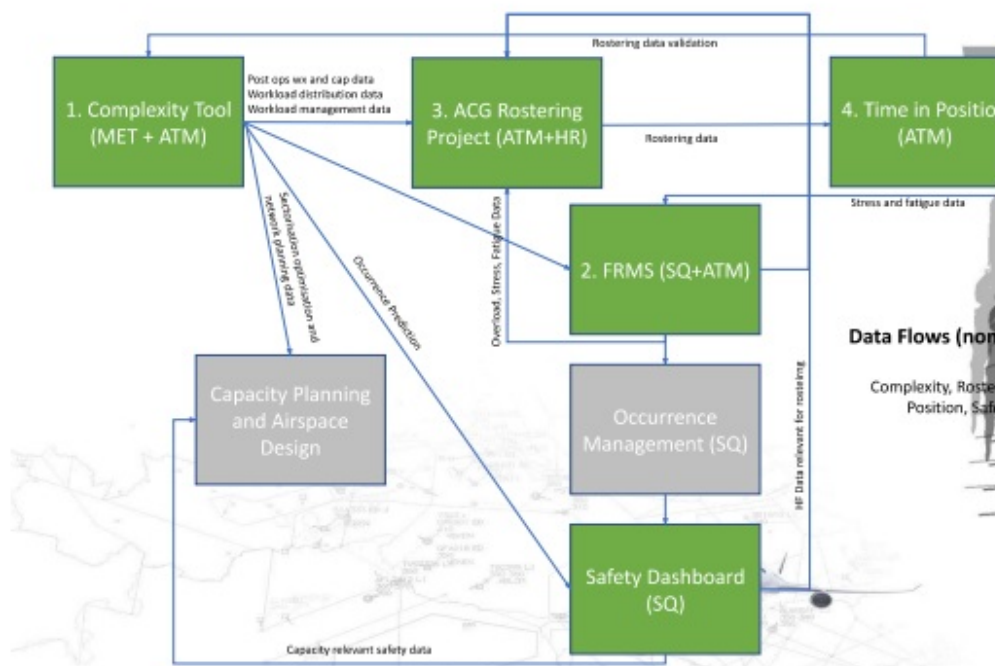 Rostering data validation
Post ops wx and cap data
Workload distribution data
Workload management data
1. Complexity Tool
(MET + ATM)
3. ACG Rostering
Project (ATM+HR)
Rostering data
4. Time in Position
(ATM)
Stress and fatigue data
Sectorisation optimisation and
network planning data
Occurrence Prediction
Overload, Stress, Fatigue Data
2. FRMS (SQ+ATM)
Data Flows (non
Complexity, Roste
Position, Saf
Capacity Planning
and Airspace
Design
Occurrence
Management (SQ)
HF Data relevant for rosteirng
Safety Dashboard
(SQ)
Capacity relevant safety data